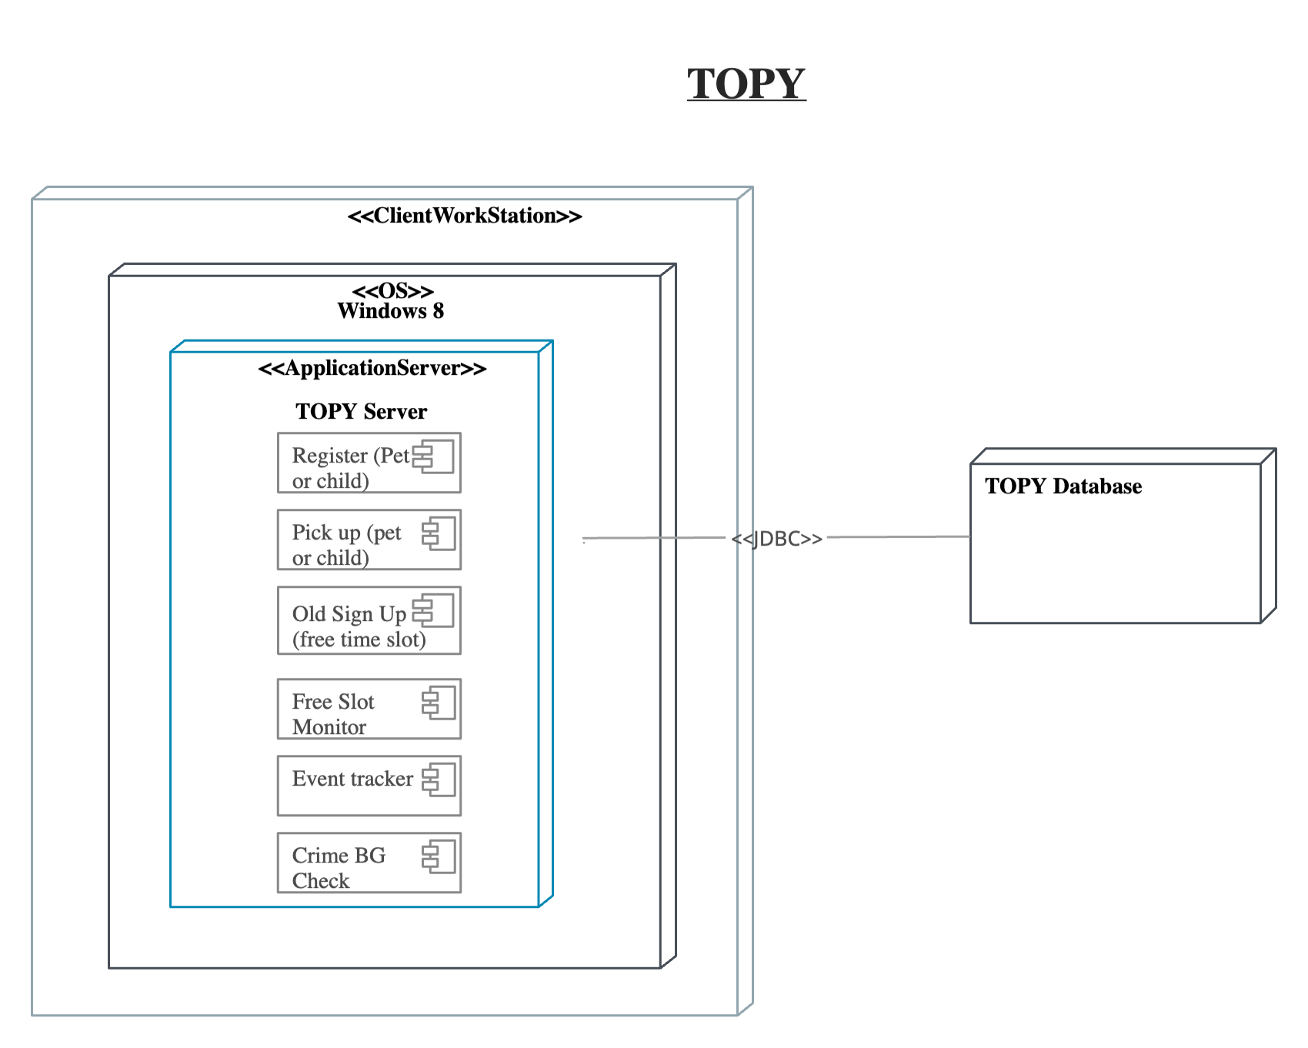 TOPY
<<ClientWorkStation>>
<<OS>>
Windows 8
<<ApplicationServer>>
TOPY Server
Register (Pet
or child)
Pick up (pet
or child)
Old Sign Up
(free time slot)
Free Slot
Monitor
Event tracker
Crime BG
Check
<<JDBC>>
TOPY Database